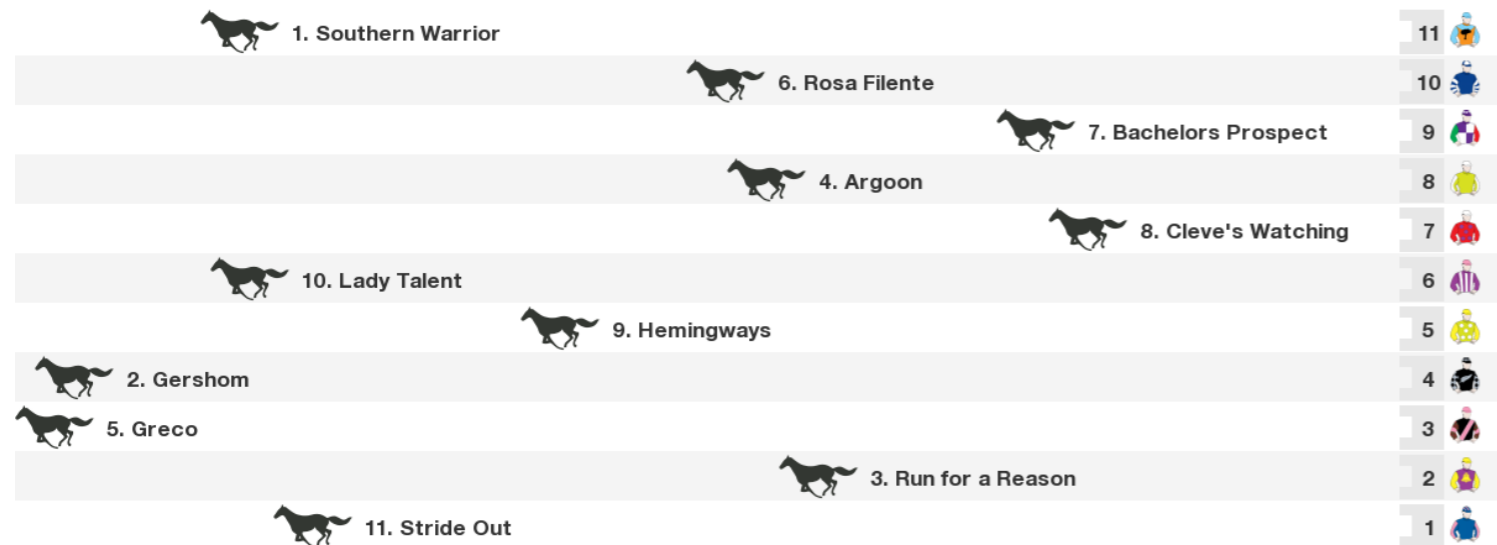 1. Southern Warrior 11
6. Rosa Filente 10
7. Bachelors Prospect 9
4. Argoon 8
8. Cleve's Watching 7
10. Lady Talent 6
9. Hemingways 5
2. Gershom 4
5. Greco 3
3. Run for a Reason 2
11. Stride Out 1